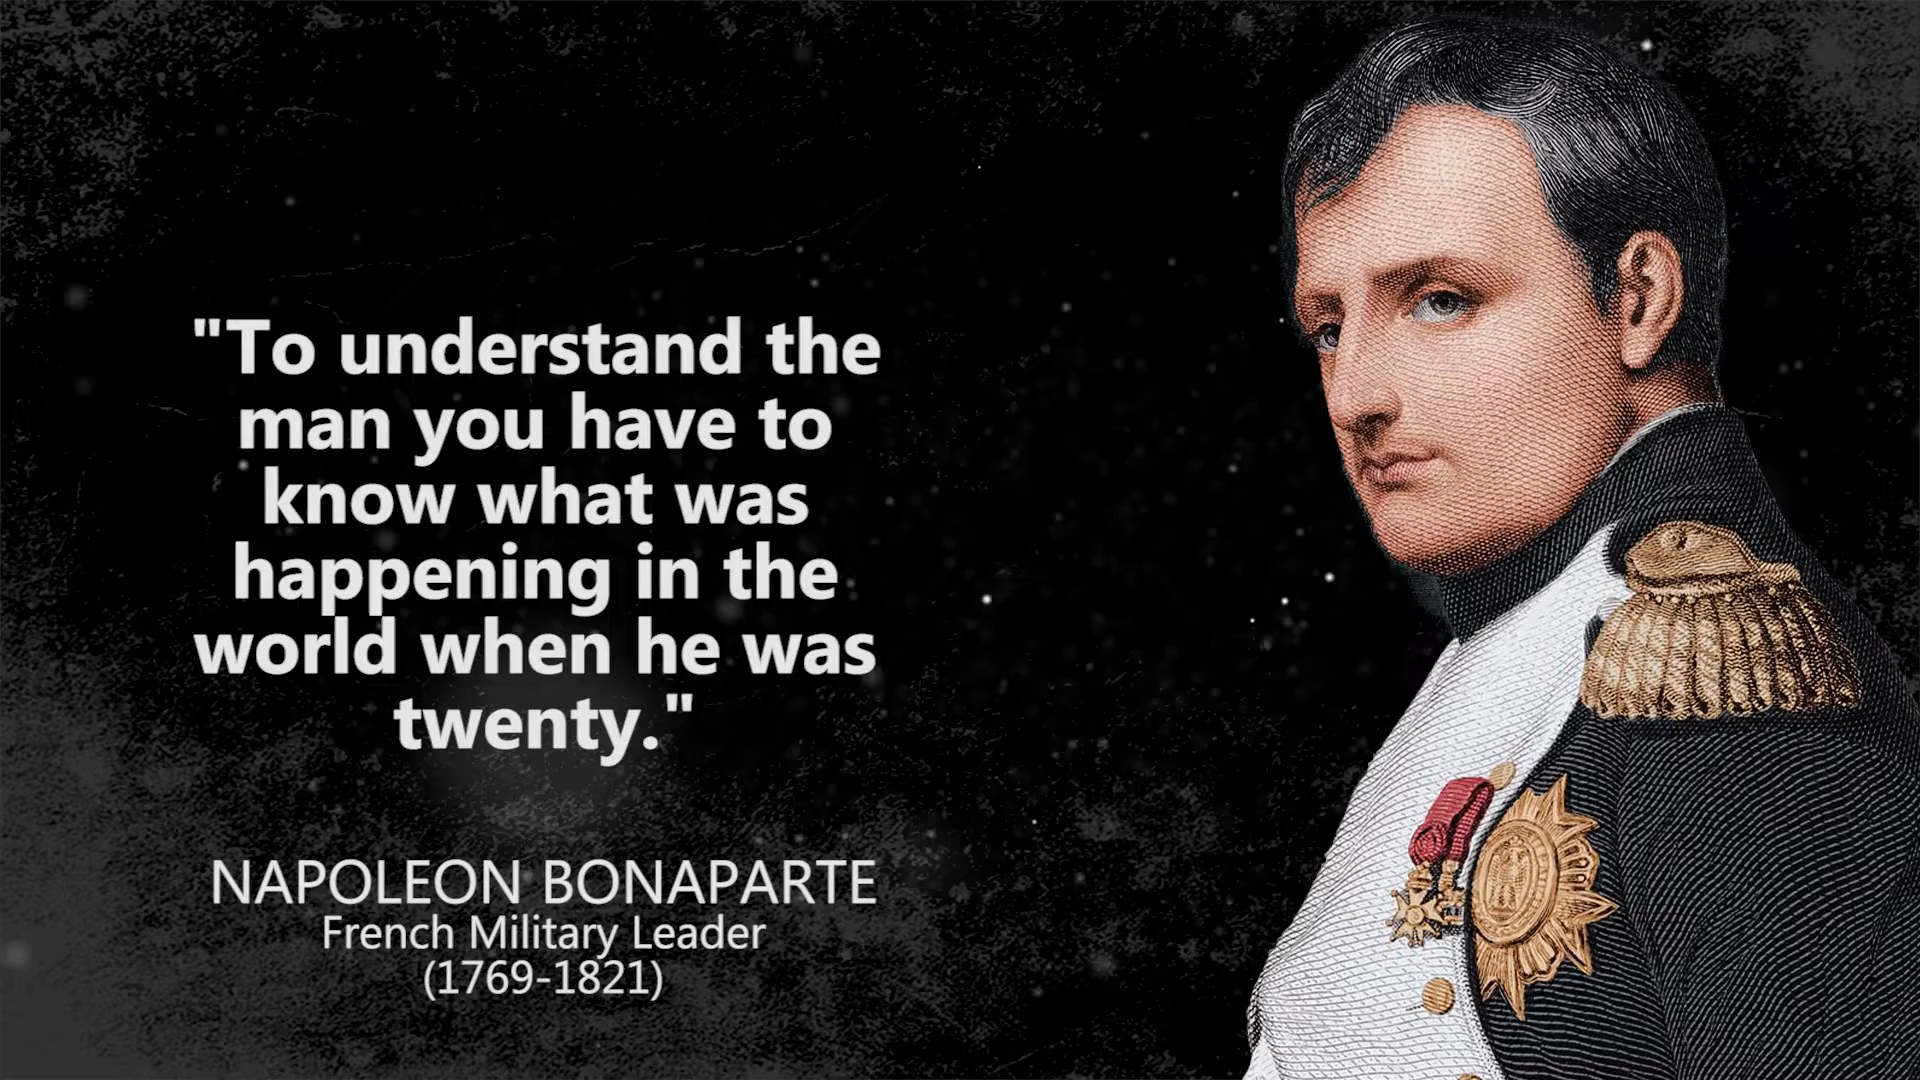 "To understand the
man you have to
know what was
happening in the
world when he was
twenty."
NAPOLEON BONAPARTE
French Military Leader
(1769-1821)